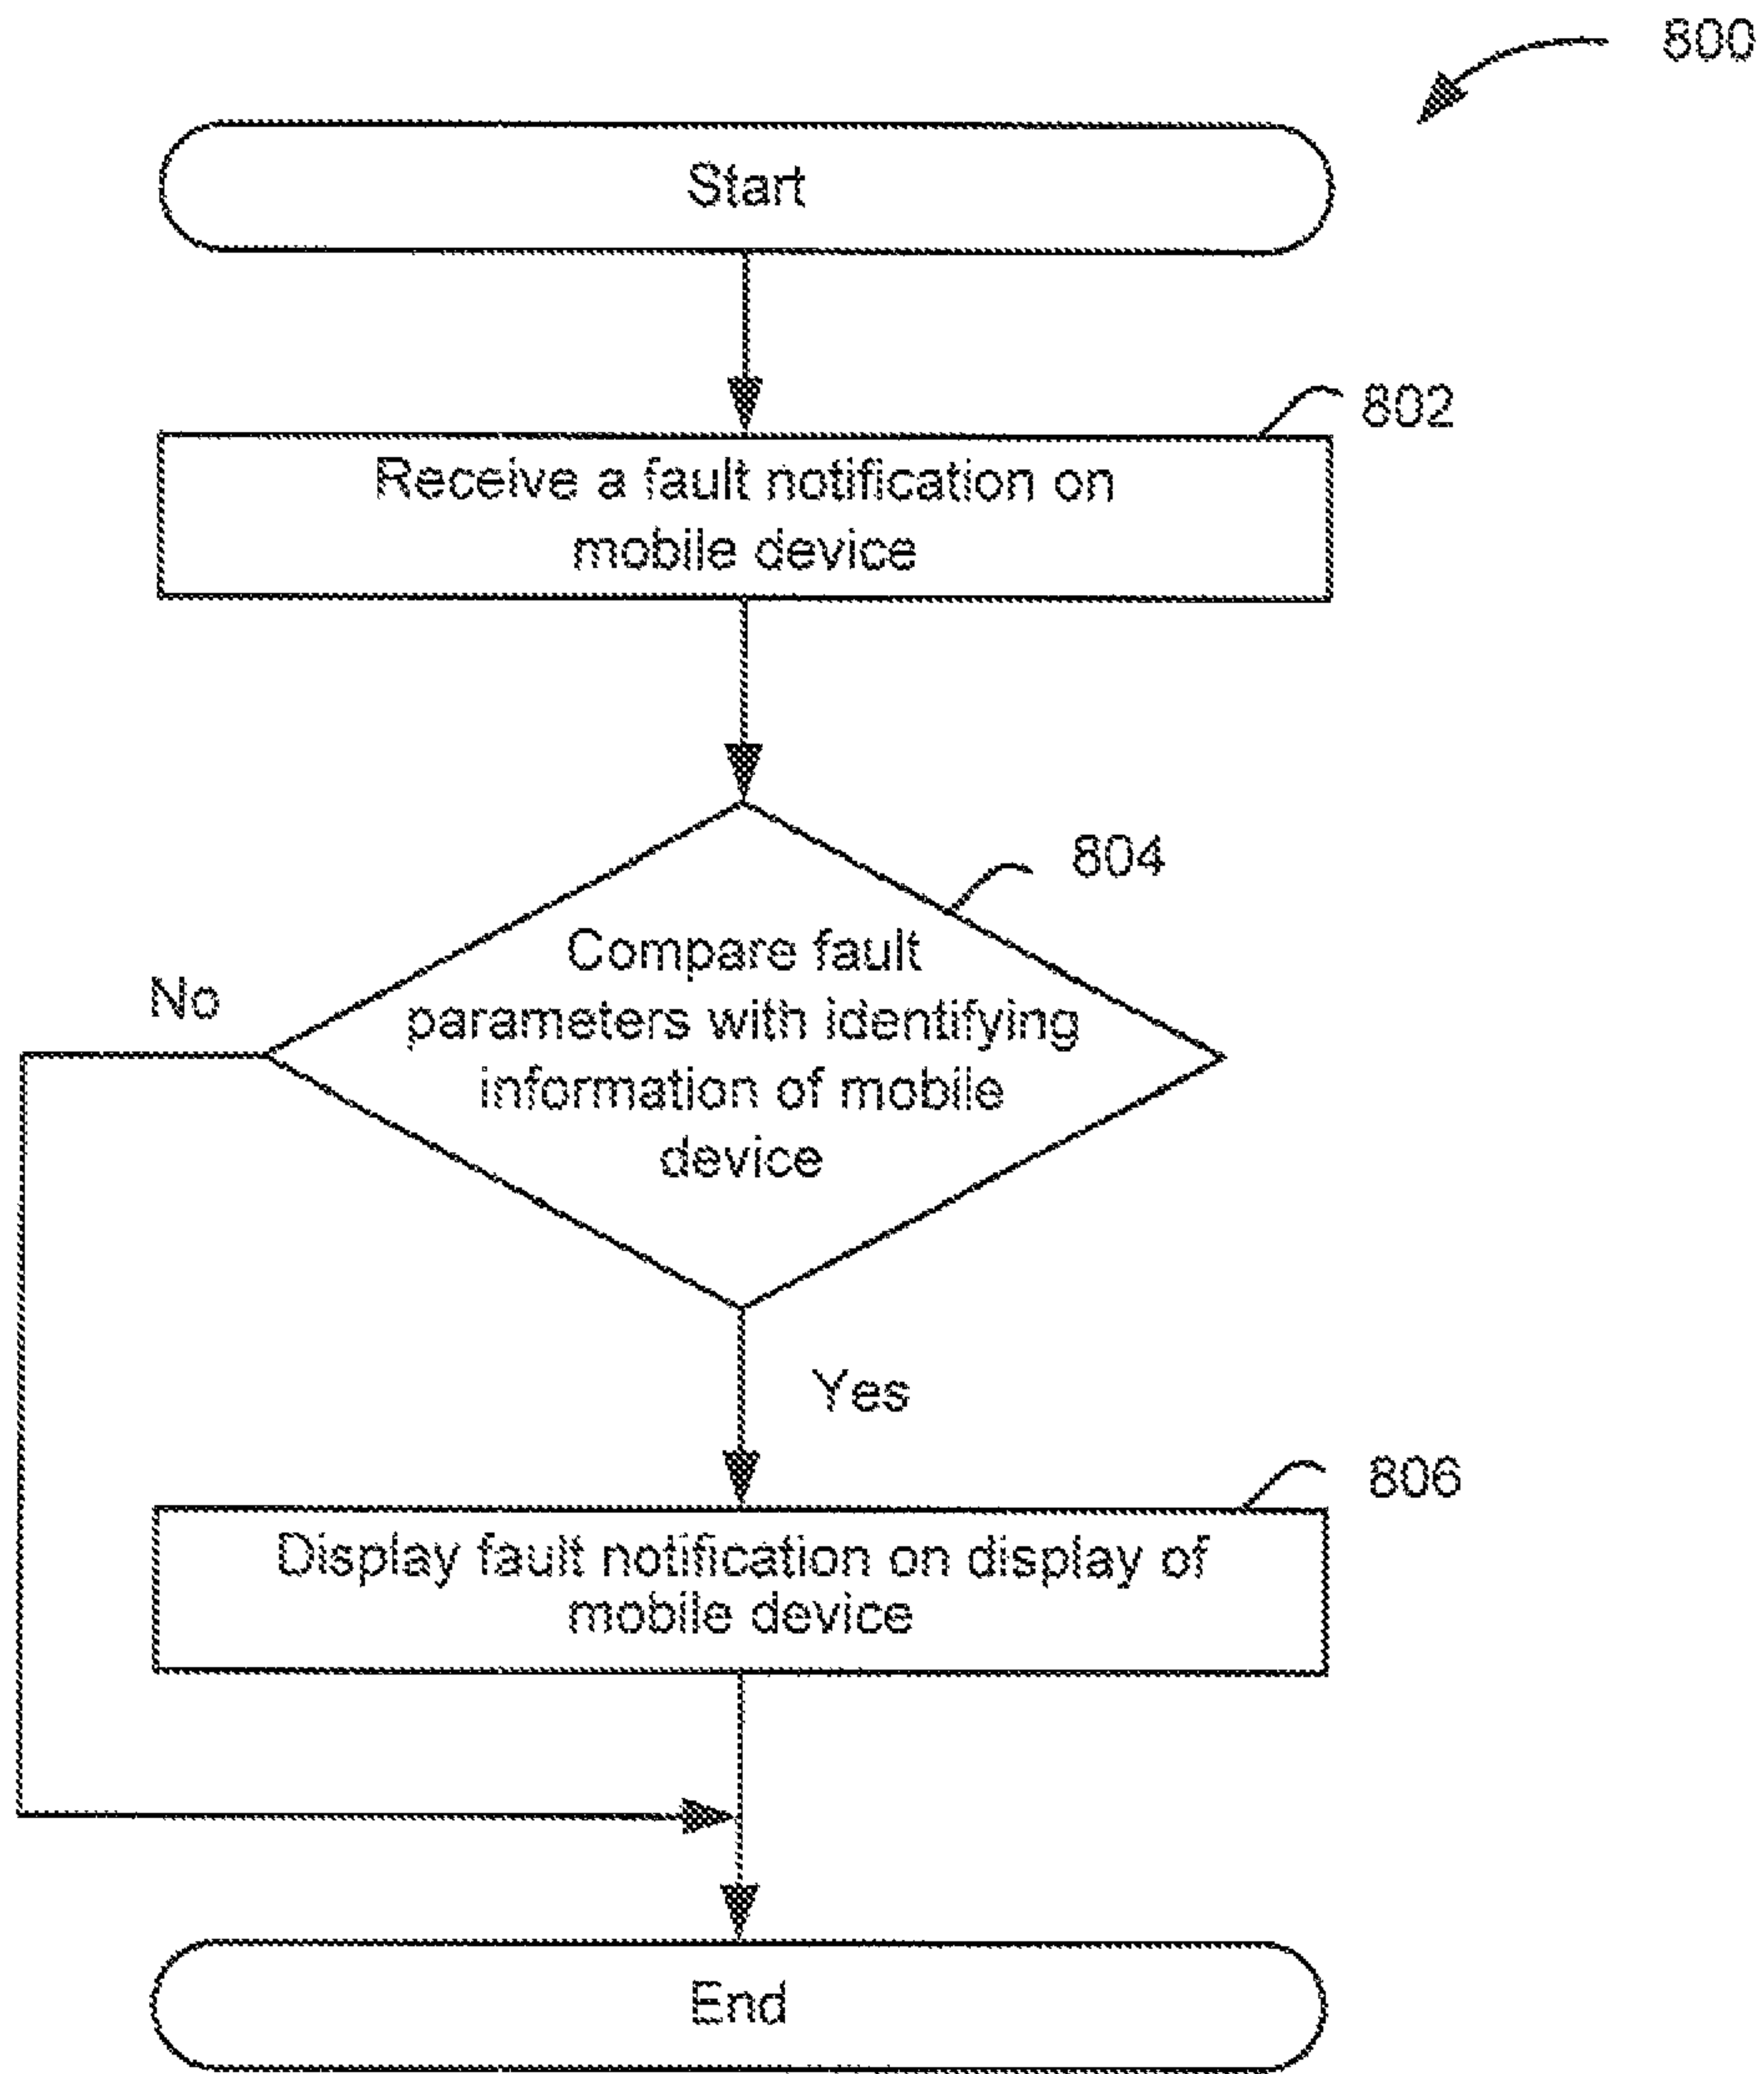 800
Start
802
Receive a fault notification on
mobile device
804
Compare fault
parameters with identifying
information of mobile
device
No
Yes
806
Display fault notification on display of
mobile device
End